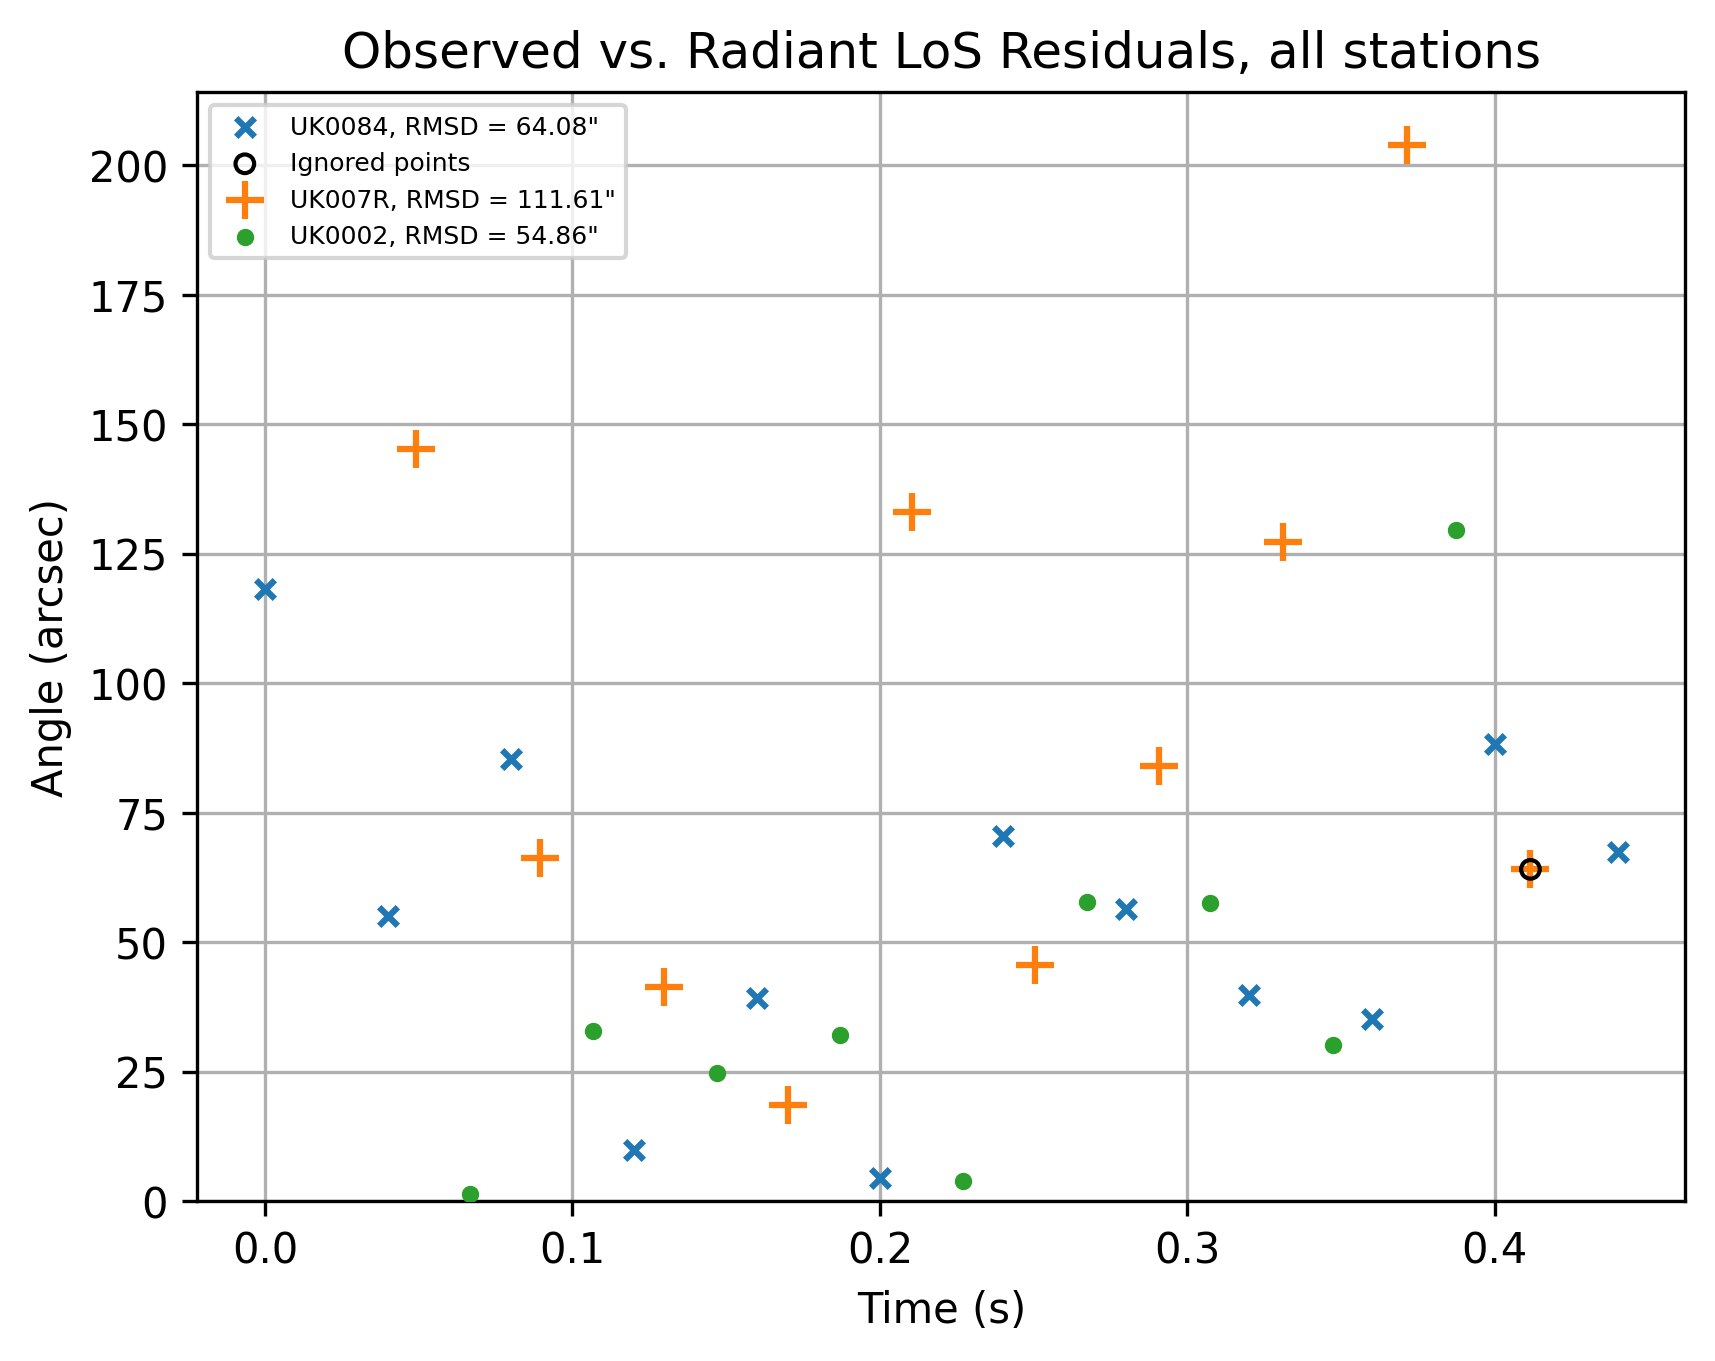 Observed vs. Radiant LoS Residuals, all stations
UK0084, RMSD = 64.08"
Ignored points
UK007R, RMSD = 111.61"
UK0002, RMSD = 54.86"
200
175
150
125
100
75
50
25
0
Angle (arcsec)
0.0 0.1 0.2 0.3 0.4
Time (s)